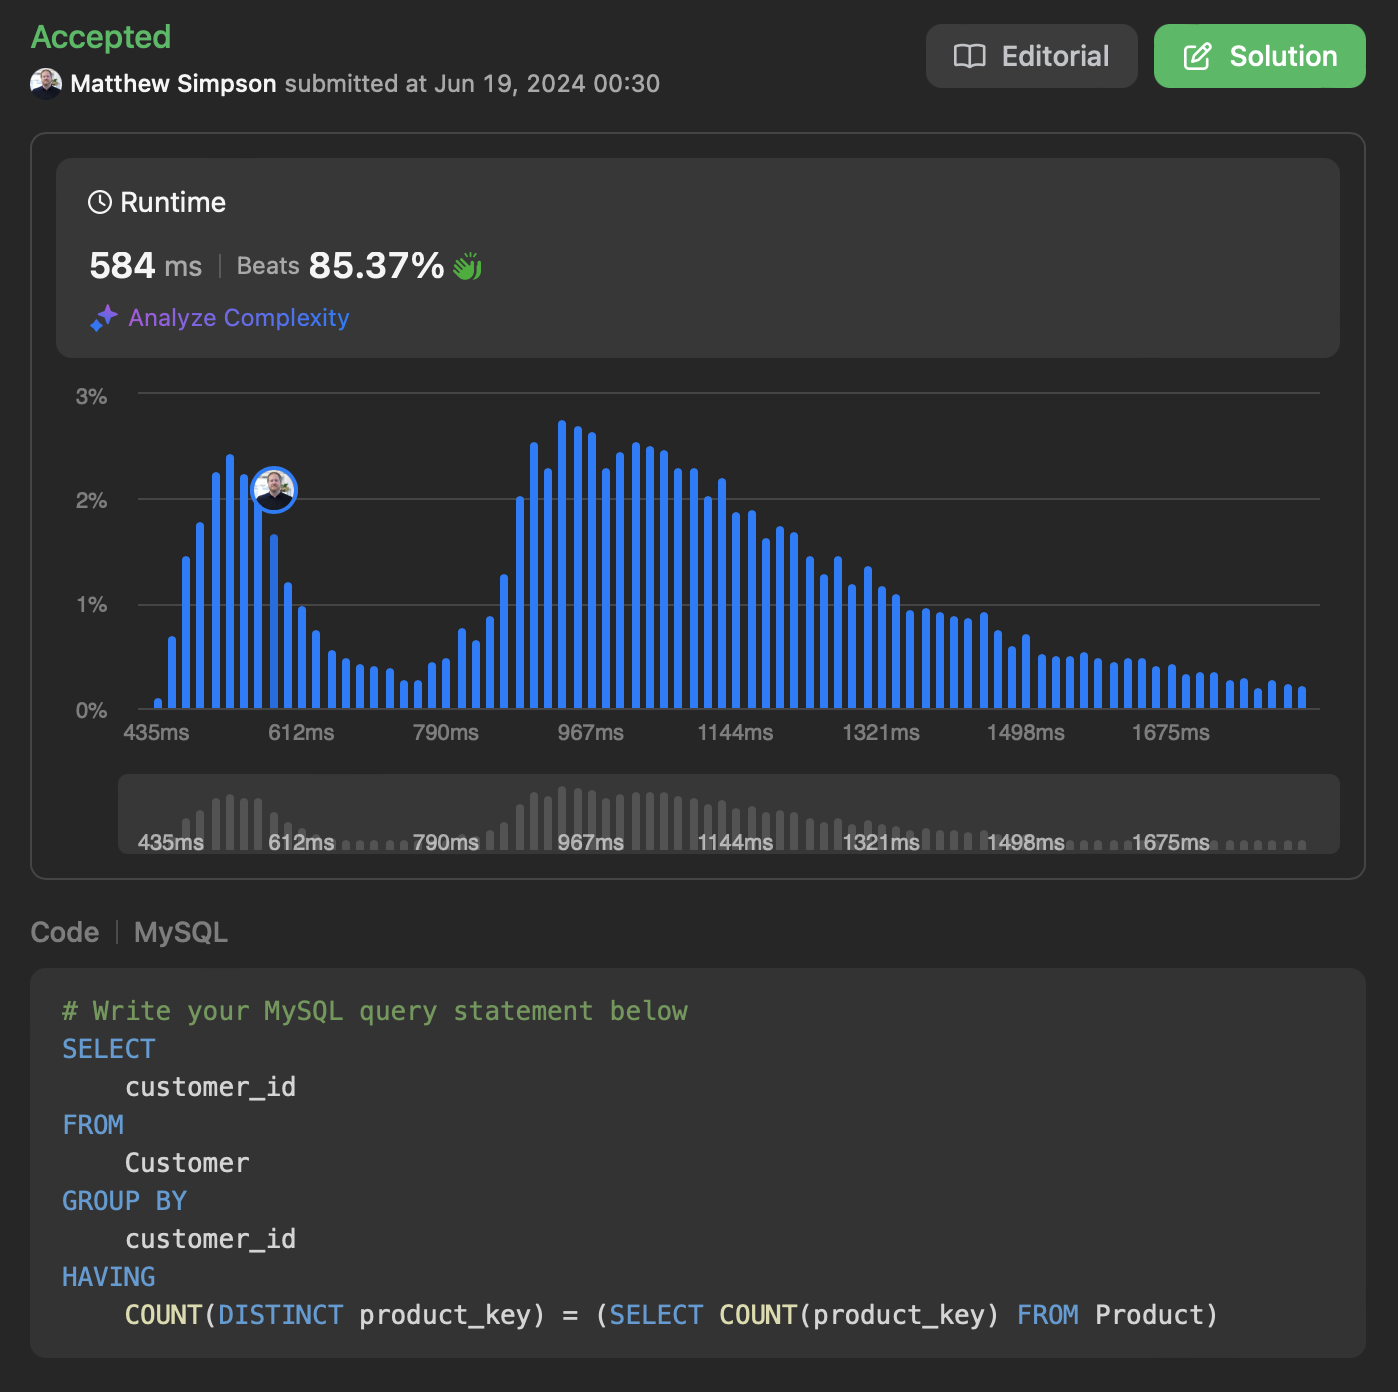 Accepted
Matthew Simpson submitted at Jun 19, 2024 00:30
Editorial
Solution
Runtime
584 ms | Beats 85.37%
Analyze Complexity
3%
2%
1%
0%
435ms 612ms 790ms 967ms 1144ms 1321ms 1498ms 1675ms
435ms 612ms 790ms 967ms 1144ms 1321ms 1498ms 1675ms
Code | MySQL
# Write your MySQL query statement below
SELECT
    customer_id
FROM
    Customer
GROUP BY
    customer_id
HAVING
    COUNT(DISTINCT product_key) = (SELECT COUNT(product_key) FROM Product)